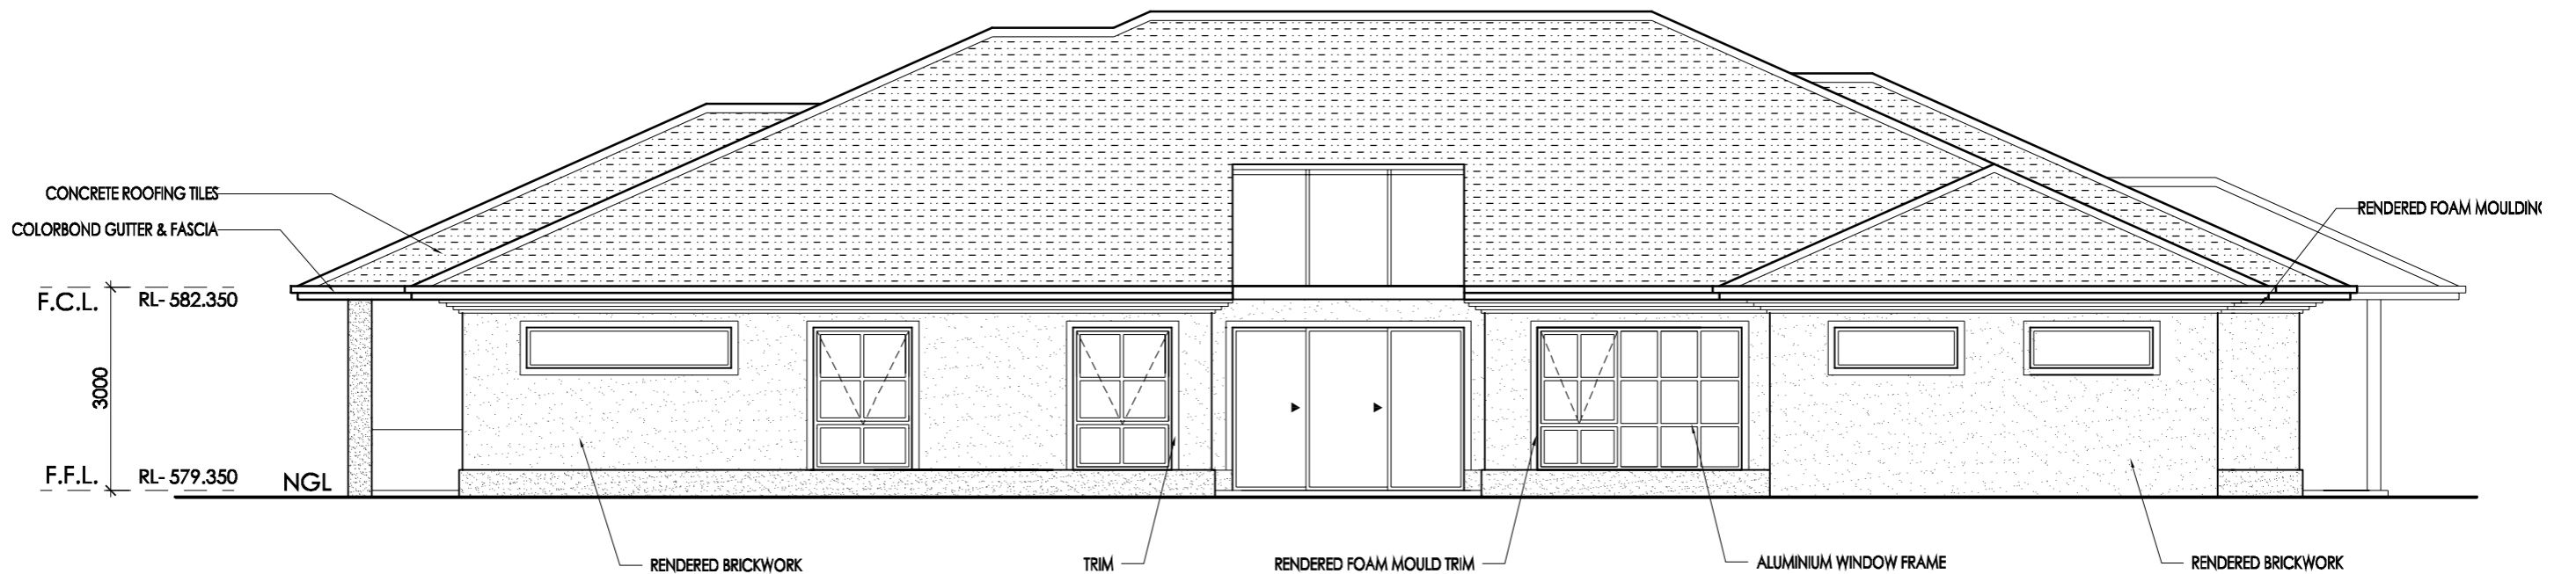 CONCRETE ROOFING TILES
COLORBOND GUTTER & FASCIA
RENDERED FOAM MOULDING
F.C.L. RL- 582.350
3000
F.F.L. RL- 579.350 NGL
RENDERED BRICKWORK TRIM RENDERED FOAM MOULD TRIM ALUMINIUM WINDOW FRAME RENDERED BRICKWORK